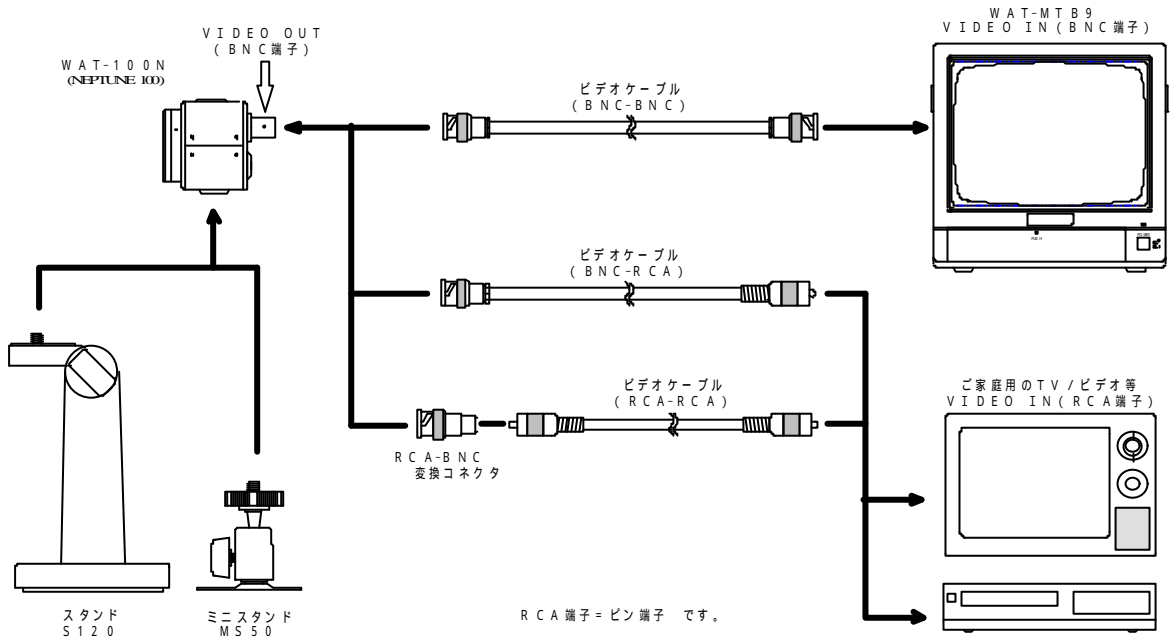 WAT-MTB9
VIDEO IN(BNC端子)
VIDEO OUT
(BNC端子)
WAT-100N
(NEPTUNE 100)
ビデオケーブル
(BNC-BNC)
ビデオケーブル
(BNC-RCA)
ビデオケーブル
(RCA-RCA)
ご家庭用のTV/ビデオ等
VIDEO IN(RCA端子)
RCA-BNC
変換コネクタ
スタンド
S120
ミニスタンド
MS50
RCA端子=ピン端子 です。